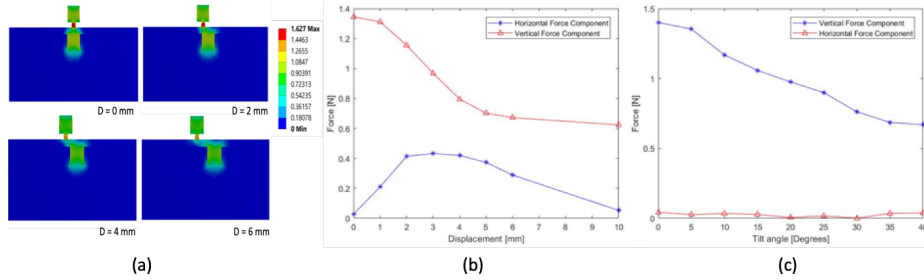 1.627 Max
1.4463
1.2655
1.0847
0.90391
0.72313
0.54235
0.36157
0.18078
0 Min
D = 0 mm
D = 2 mm
D = 4 mm
D = 6 mm
(a)
1.4
1.2
1
0.8
0.6
0.4
0.2
0
Force [N]
Horizontal Force Component
Vertical Force Component
0 1 2 3 4 5 6 7 8 9 10
Displacement [mm]
(b)
1.5
1
0.5
0
Force [N]
Vertical Force Component
Horizontal Force Component
0 5 10 15 20 25 30 35 40
Tilt angle [Degrees]
(c)